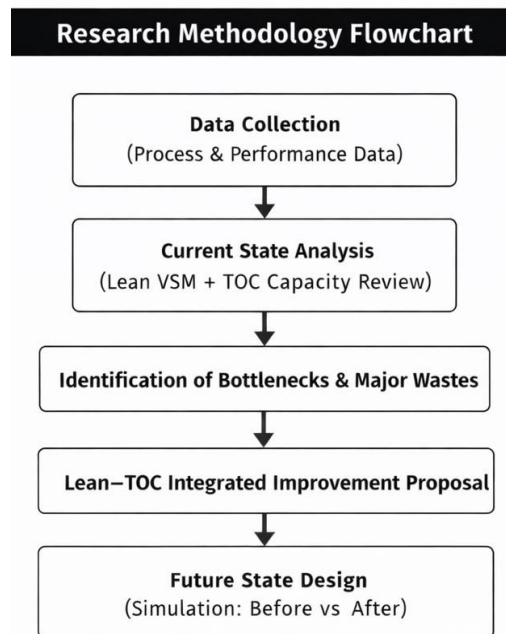 Research Methodology Flowchart
Data Collection
(Process & Performance Data)
Current State Analysis
(Lean VSM + TOC Capacity Review)
Identification of Bottlenecks & Major Wastes
Lean–TOC Integrated Improvement Proposal
Future State Design
(Simulation: Before vs After)